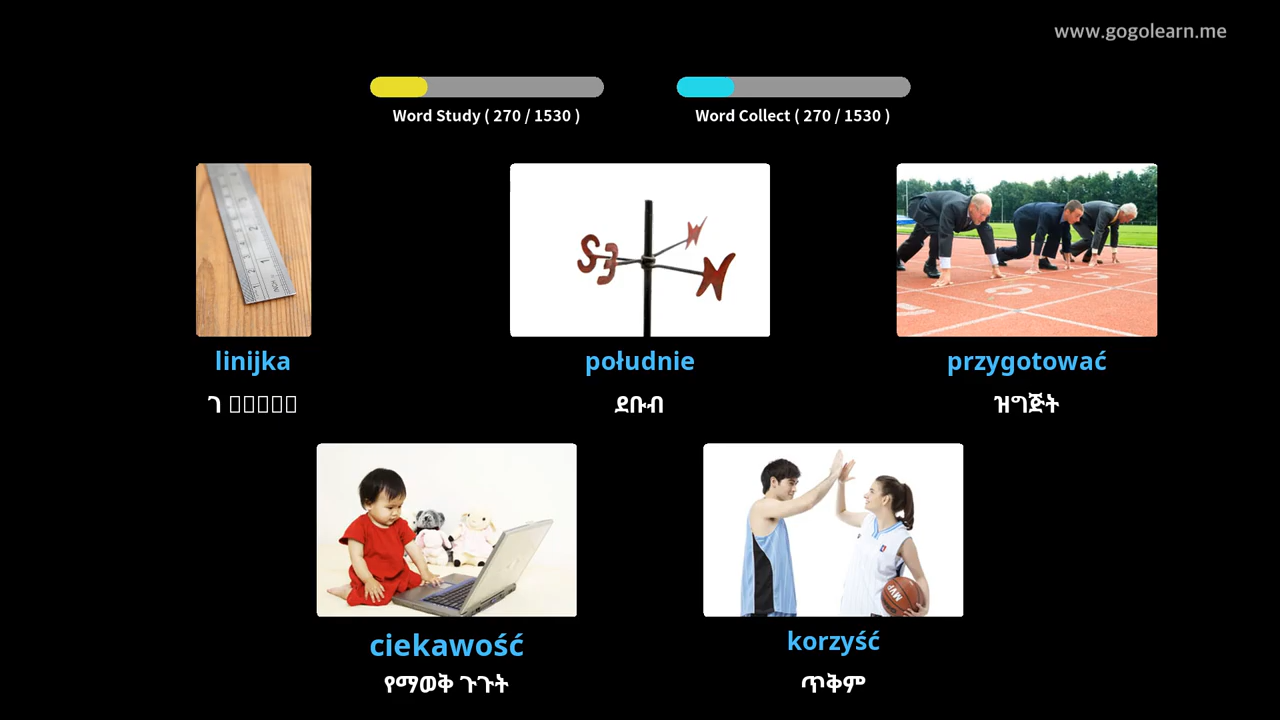 www.gogolearn.me
Word Study ( 270 / 1530 )
Word Collect ( 270 / 1530 )
linijka
południe
przygotować
ገ
ደቡብ
ዝግጅት
ciekawość
korzyść
የማወቅ ጉጉት
ጥቅም